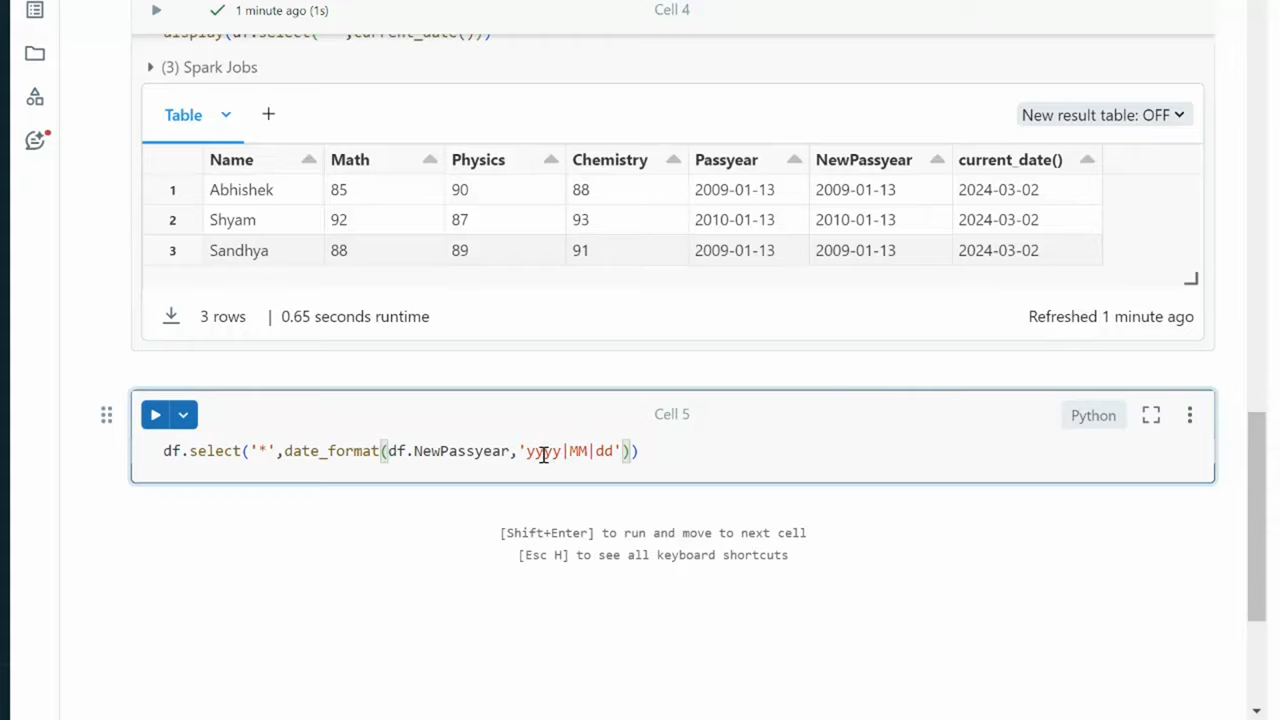 1 minute ago (1s)
Cell 4
display(df.select('*',current_date()))
(3) Spark Jobs
Table
+
New result table: OFF
Name Math Physics Chemistry Passyear NewPassyear current_date()
1 Abhishek 85 90 88 2009-01-13 2009-01-13 2024-03-02
2 Shyam 92 87 93 2010-01-13 2010-01-13 2024-03-02
3 Sandhya 88 89 91 2009-01-13 2009-01-13 2024-03-02
3 rows | 0.65 seconds runtime
Refreshed 1 minute ago
Cell 5
Python
df.select('*',date_format(df.NewPassyear,'yyyy|MM|dd'))
[Shift+Enter] to run and move to next cell
[Esc H] to see all keyboard shortcuts